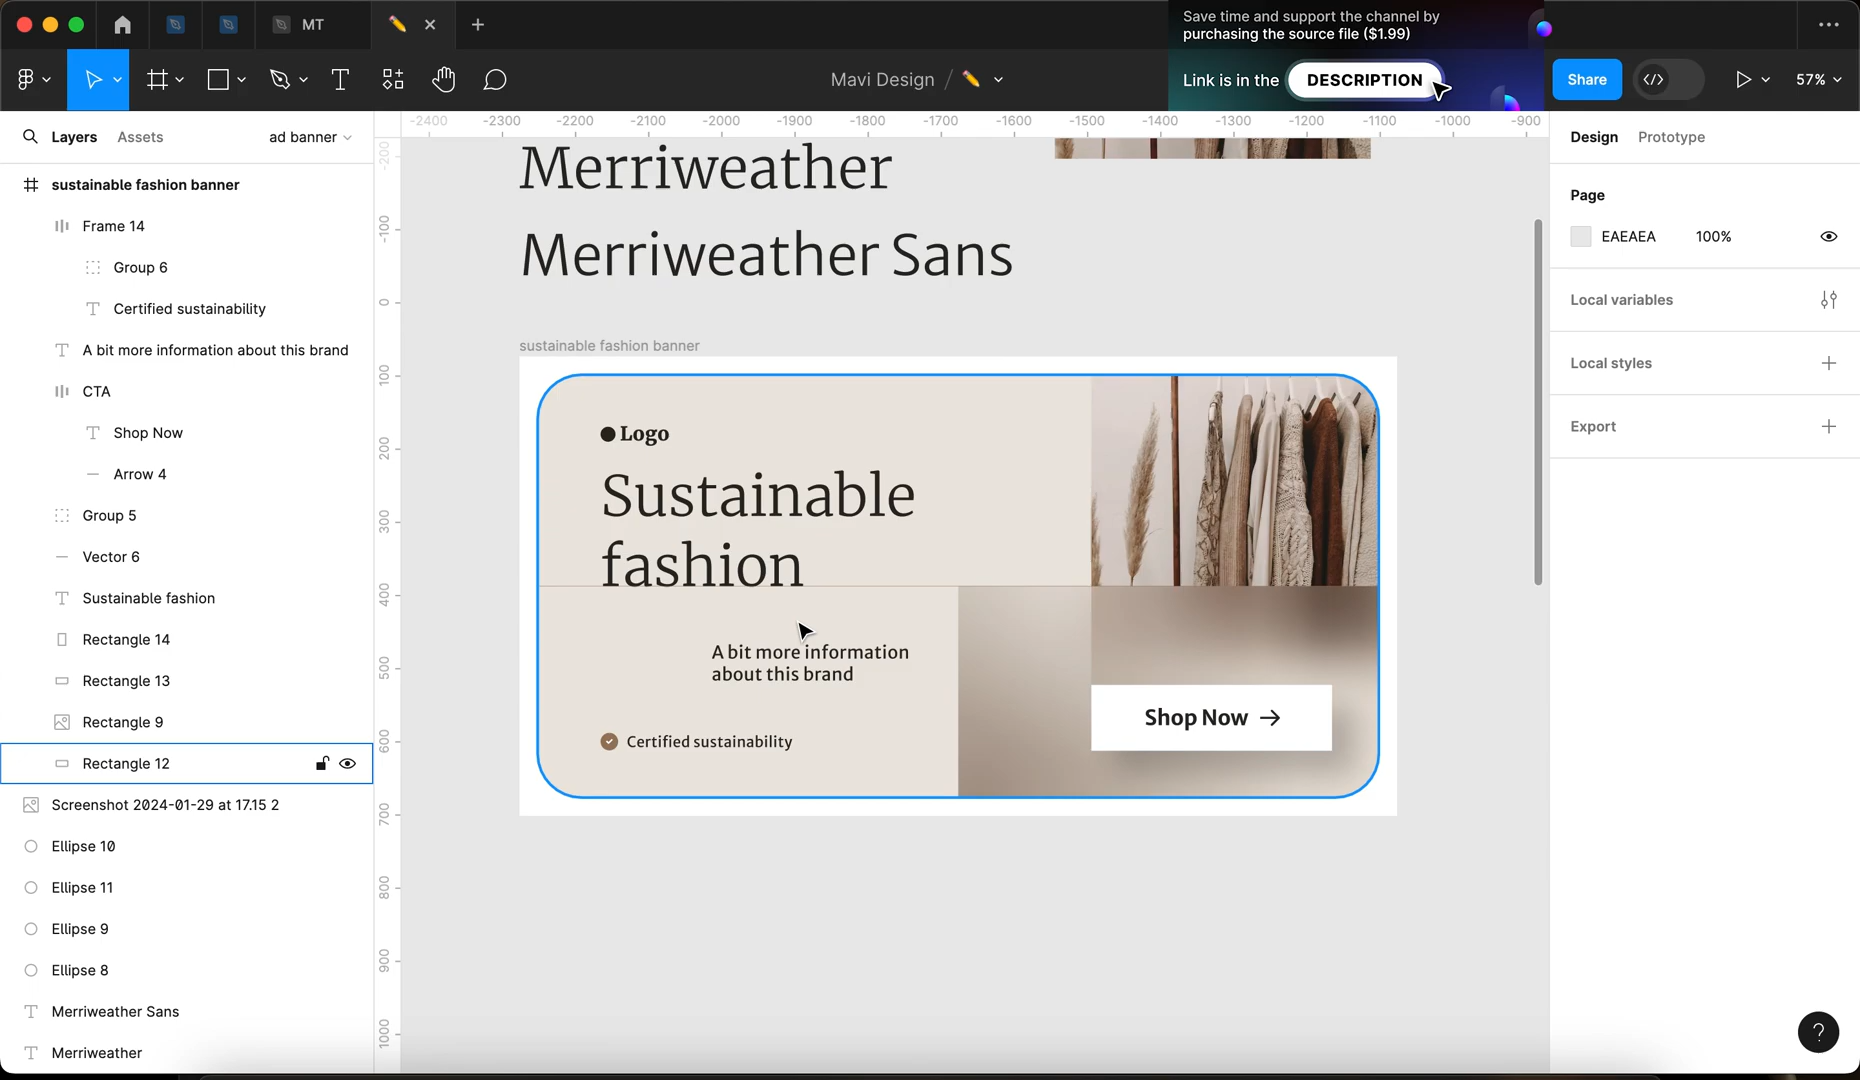 MT
Save time and support the channel by
purchasing the source file ($1.99)
Link is in the DESCRIPTION
Mavi Design / ✏️
Share
57%
Layers
Assets
ad banner
Design
Prototype
-2400 -2300 -2200 -2100 -2000 -1900 -1800 -1700 -1600 -1500 -1400 -1300 -1200 -1100 -1000 -900
-200
-100
0
100
200
300
400
500
600
700
800
900
1000
sustainable fashion banner
Frame 14
Group 6
Certified sustainability
A bit more information about this brand
CTA
Shop Now
Arrow 4
Group 5
Vector 6
Sustainable fashion
Rectangle 14
Rectangle 13
Rectangle 9
Rectangle 12
Screenshot 2024-01-29 at 17.15 2
Ellipse 10
Ellipse 11
Ellipse 9
Ellipse 8
Merriweather Sans
Merriweather
Merriweather
Merriweather Sans
sustainable fashion banner
Logo
Sustainable
fashion
A bit more information
about this brand
Certified sustainability
Shop Now →
Page
EAEAEA 100%
Local variables
Local styles
Export
?